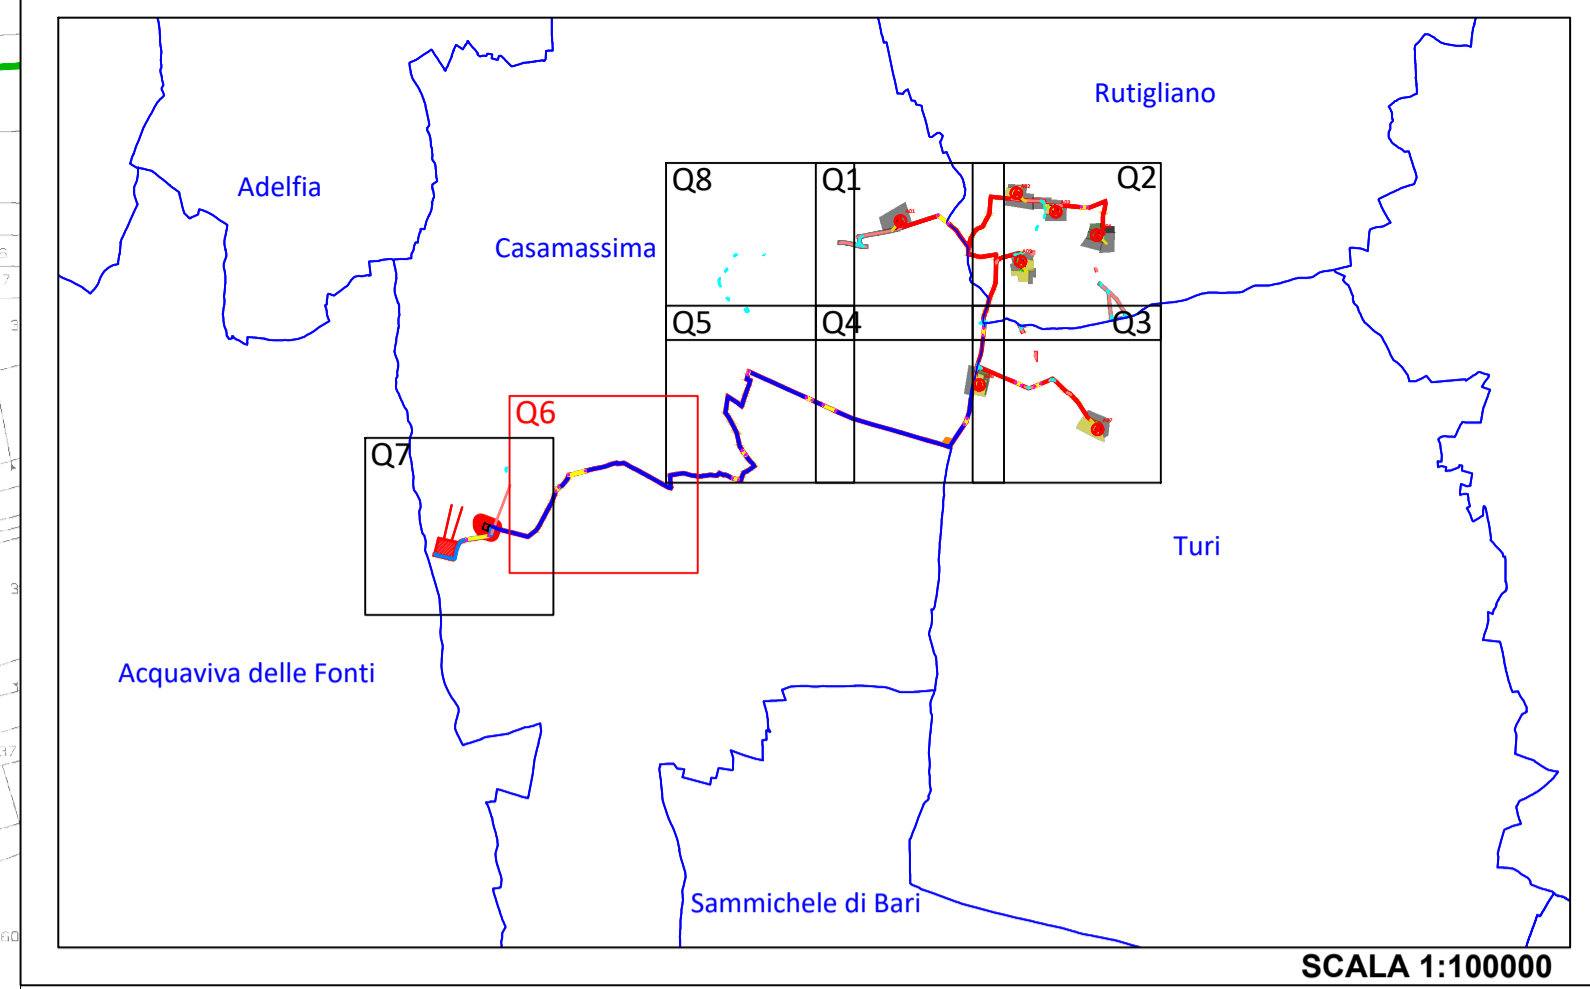 Rutigliano
Adelfia
Q8
Q1
Q2
Casamassima
Q5
Q4
Q3
Q6
Q7
Turi
Acquaviva delle Fonti
Sammichele di Bari
SCALA 1:100000